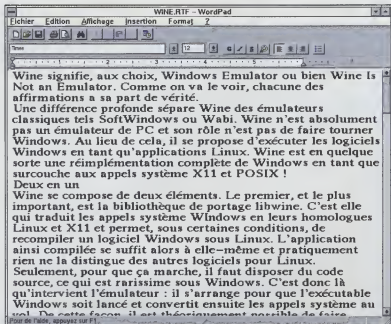 WINE.RTF - WordPad
Fichier Edition Affichage Insertion Format ?
Times 12 G / S
Wine signifie, aux choix, Windows Emulator ou bien Wine Is
Not an Emulator. Comme on va le voir, chacune des
affirmations a sa part de vérité.
Une différence profonde sépare Wine des émulateurs
classiques tels SoftWindows ou Wabi. Wine n'est absolument
pas un émulateur de PC et son rôle n'est pas de faire tourner
Windows. Au lieu de cela, il se propose d'exécuter les logiciels
Windows en tant qu'applications Linux. Wine est en quelque
sorte une réimplémentation complète de Windows en tant que
surcouche aux appels système X11 et POSIX !
Deux en un
Wine se compose de deux éléments. Le premier, et le plus
important, est la bibliothèque de portage libwine. C'est elle
qui traduit les appels système WIndows en leurs homologues
Linux et X11 et permet, sous certaines conditions, de
recompiler un logiciel Windows sous Linux. L'application
ainsi compilée se suffit alors à elle-même et pratiquement
rien ne la distingue des autres logiciels pour Linux.
Seulement, pour que ça marche, il faut disposer du code
source, ce qui est rarissime sous Windows. C'est donc là
qu'intervient l'émulateur : il s'arrange pour que l'exécutable
Windows soit lancé et convertit ensuite les appels système au
vol. De cette façon, il est théoriquement possible de faire
Pour de l'aide, appuyez sur F1